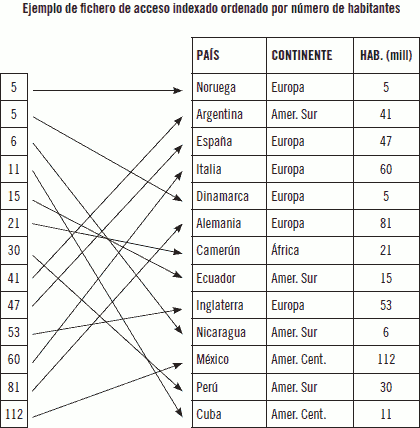 Ejemplo de fichero de acceso indexado ordenado por número de habitantes
PAÍS CONTINENTE HAB. (mill)
5 Noruega Europa 5
5 Argentina Amer. Sur 41
6 España Europa 47
11 Italia Europa 60
15 Dinamarca Europa 5
21 Alemania Europa 81
30 Camerún África 21
41 Ecuador Amer. Sur 15
47 Inglaterra Europa 53
53 Nicaragua Amer. Sur 6
60 México Amer. Cent. 112
81 Perú Amer. Sur 30
112 Cuba Amer. Cent. 11